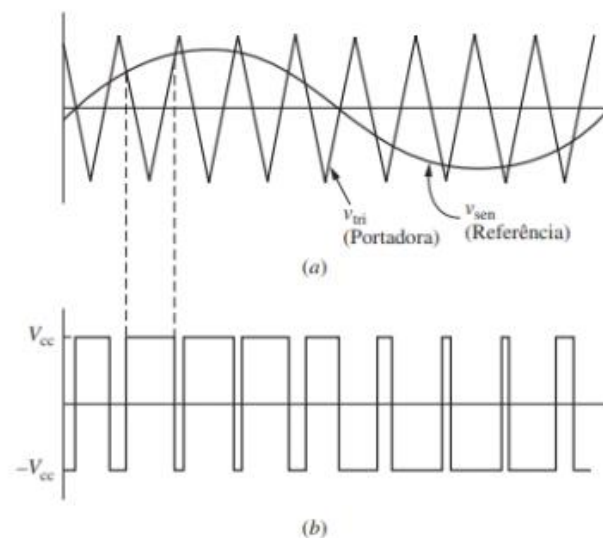 v_tri
(Portadora)
v_sen
(Referência)
(a)
V_cc
–V_cc
(b)